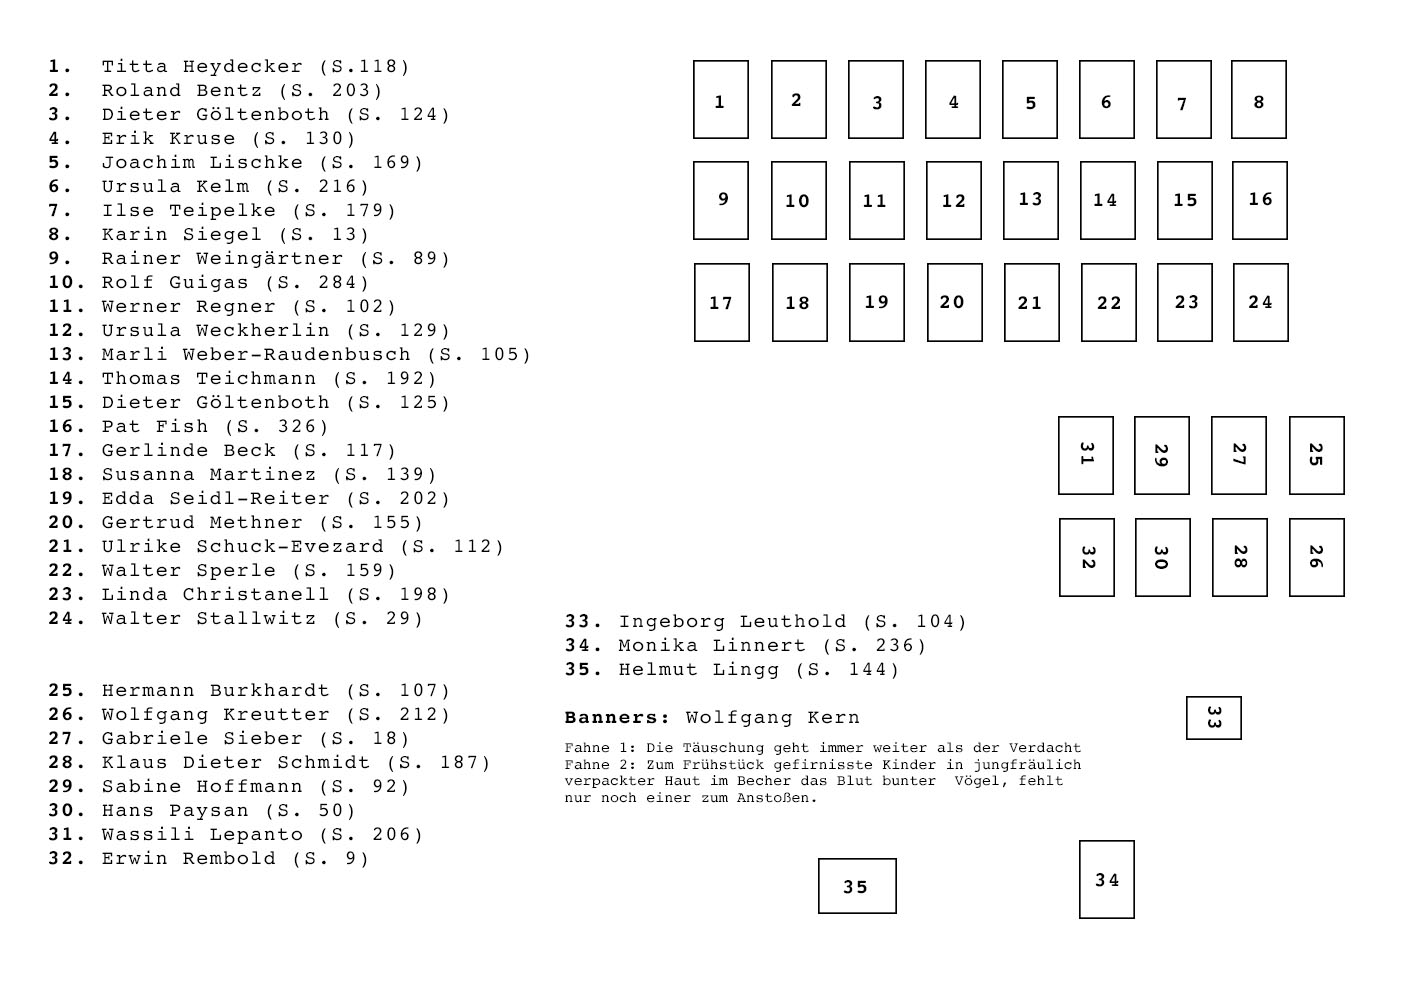 1. Titta Heydecker (S.118)
2. Roland Bentz (S. 203)
3. Dieter Göltenboth (S. 124)
4. Erik Kruse (S. 130)
5. Joachim Lischke (S. 169)
6. Ursula Kelm (S. 216)
7. Ilse Teipelke (S. 179)
8. Karin Siegel (S. 13)
9. Rainer Weingärtner (S. 89)
10. Rolf Guigas (S. 284)
11. Werner Regner (S. 102)
12. Ursula Weckherlin (S. 129)
13. Marli Weber-Raudenbusch (S. 105)
14. Thomas Teichmann (S. 192)
15. Dieter Göltenboth (S. 125)
16. Pat Fish (S. 326)
17. Gerlinde Beck (S. 117)
18. Susanna Martinez (S. 139)
19. Edda Seidl-Reiter (S. 202)
20. Gertrud Methner (S. 155)
21. Ulrike Schuck-Evezard (S. 112)
22. Walter Sperle (S. 159)
23. Linda Christanell (S. 198)
24. Walter Stallwitz (S. 29)
25. Hermann Burkhardt (S. 107)
26. Wolfgang Kreutter (S. 212)
27. Gabriele Sieber (S. 18)
28. Klaus Dieter Schmidt (S. 187)
29. Sabine Hoffmann (S. 92)
30. Hans Paysan (S. 50)
31. Wassili Lepanto (S. 206)
32. Erwin Rembold (S. 9)
33. Ingeborg Leuthold (S. 104)
34. Monika Linnert (S. 236)
35. Helmut Lingg (S. 144)
Banners: Wolfgang Kern
Fahne 1: Die Täuschung geht immer weiter als der Verdacht
Fahne 2: Zum Frühstück gefirnisste Kinder in jungfräulich
verpackter Haut im Becher das Blut bunter Vögel, fehlt
nur noch einer zum Anstoßen.
1 2 3 4 5 6 7 8
9 10 11 12 13 14 15 16
17 18 19 20 21 22 23 24
31 29 27 25
32 30 28 26
33
35 34